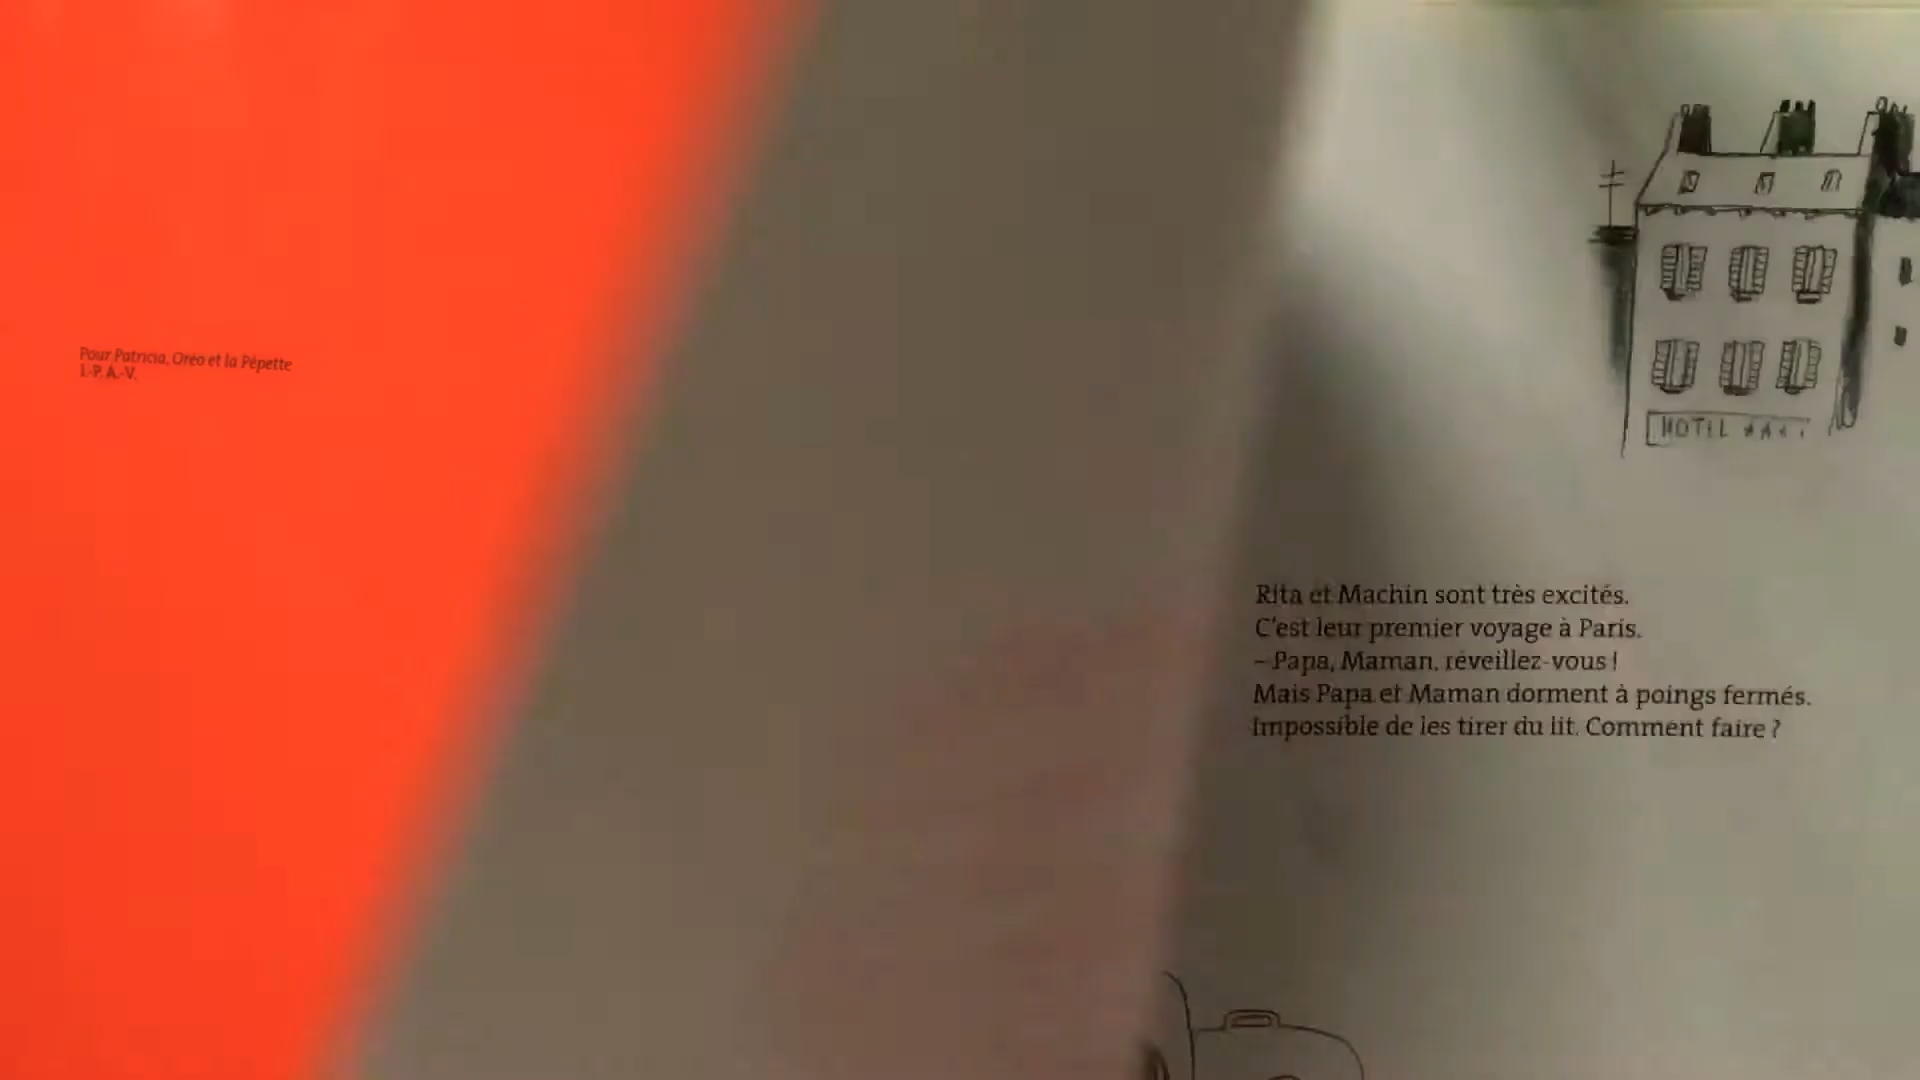 Pour Patricia, Oréo et la Pépette
J.-P. A.-V.
HOTEL
Rita et Machin sont très excités.
C'est leur premier voyage à Paris.
– Papa, Maman, réveillez-vous !
Mais Papa et Maman dorment à poings fermés.
Impossible de les tirer du lit. Comment faire ?